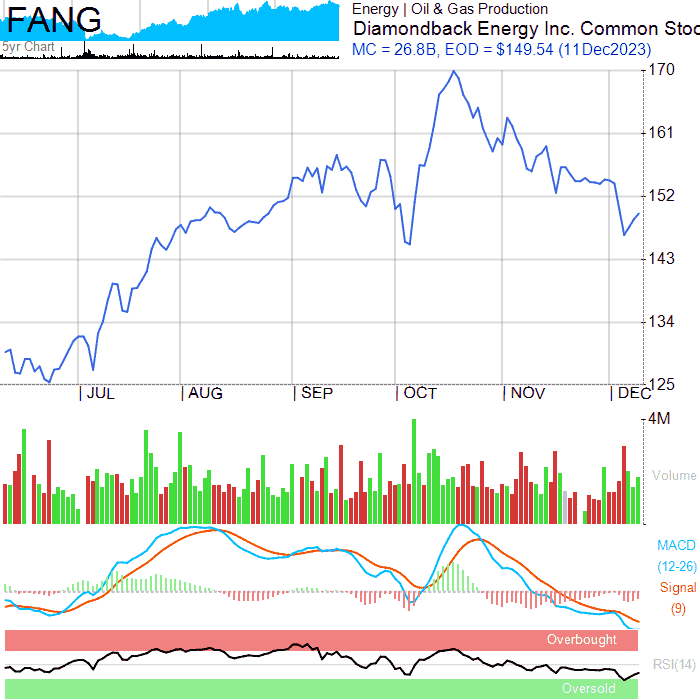 FANG
5yr Chart
Energy | Oil & Gas Production
Diamondback Energy Inc. Common Stoc
MC = 26.8B, EOD = $149.54 (11Dec2023)
170
161
152
143
134
125
| JUL | AUG | SEP | OCT | NOV | DEC
4M
Volume
MACD
(12-26)
Signal
(9)
Overbought
RSI(14)
Oversold